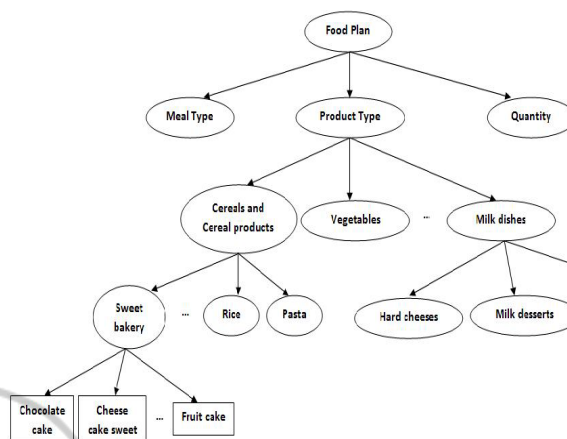 Food Plan
Meal Type
Product Type
Quantity
Cereals and
Cereal products
Vegetables
...
Milk dishes
Sweet
bakery
...
Rice
Pasta
Hard cheeses
Milk desserts
Chocolate
cake
Cheese
cake sweet
...
Fruit cake